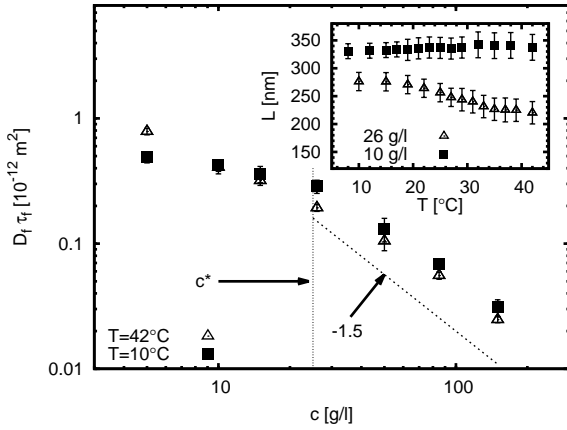 350
300
250
200
150
L [nm]
10 20 30 40
T [°C]
26 g/l
10 g/l
1
0.1
0.01
D_f τ_f [10^-12 m^2]
c*
-1.5
T=42°C
T=10°C
10 100
c [g/l]